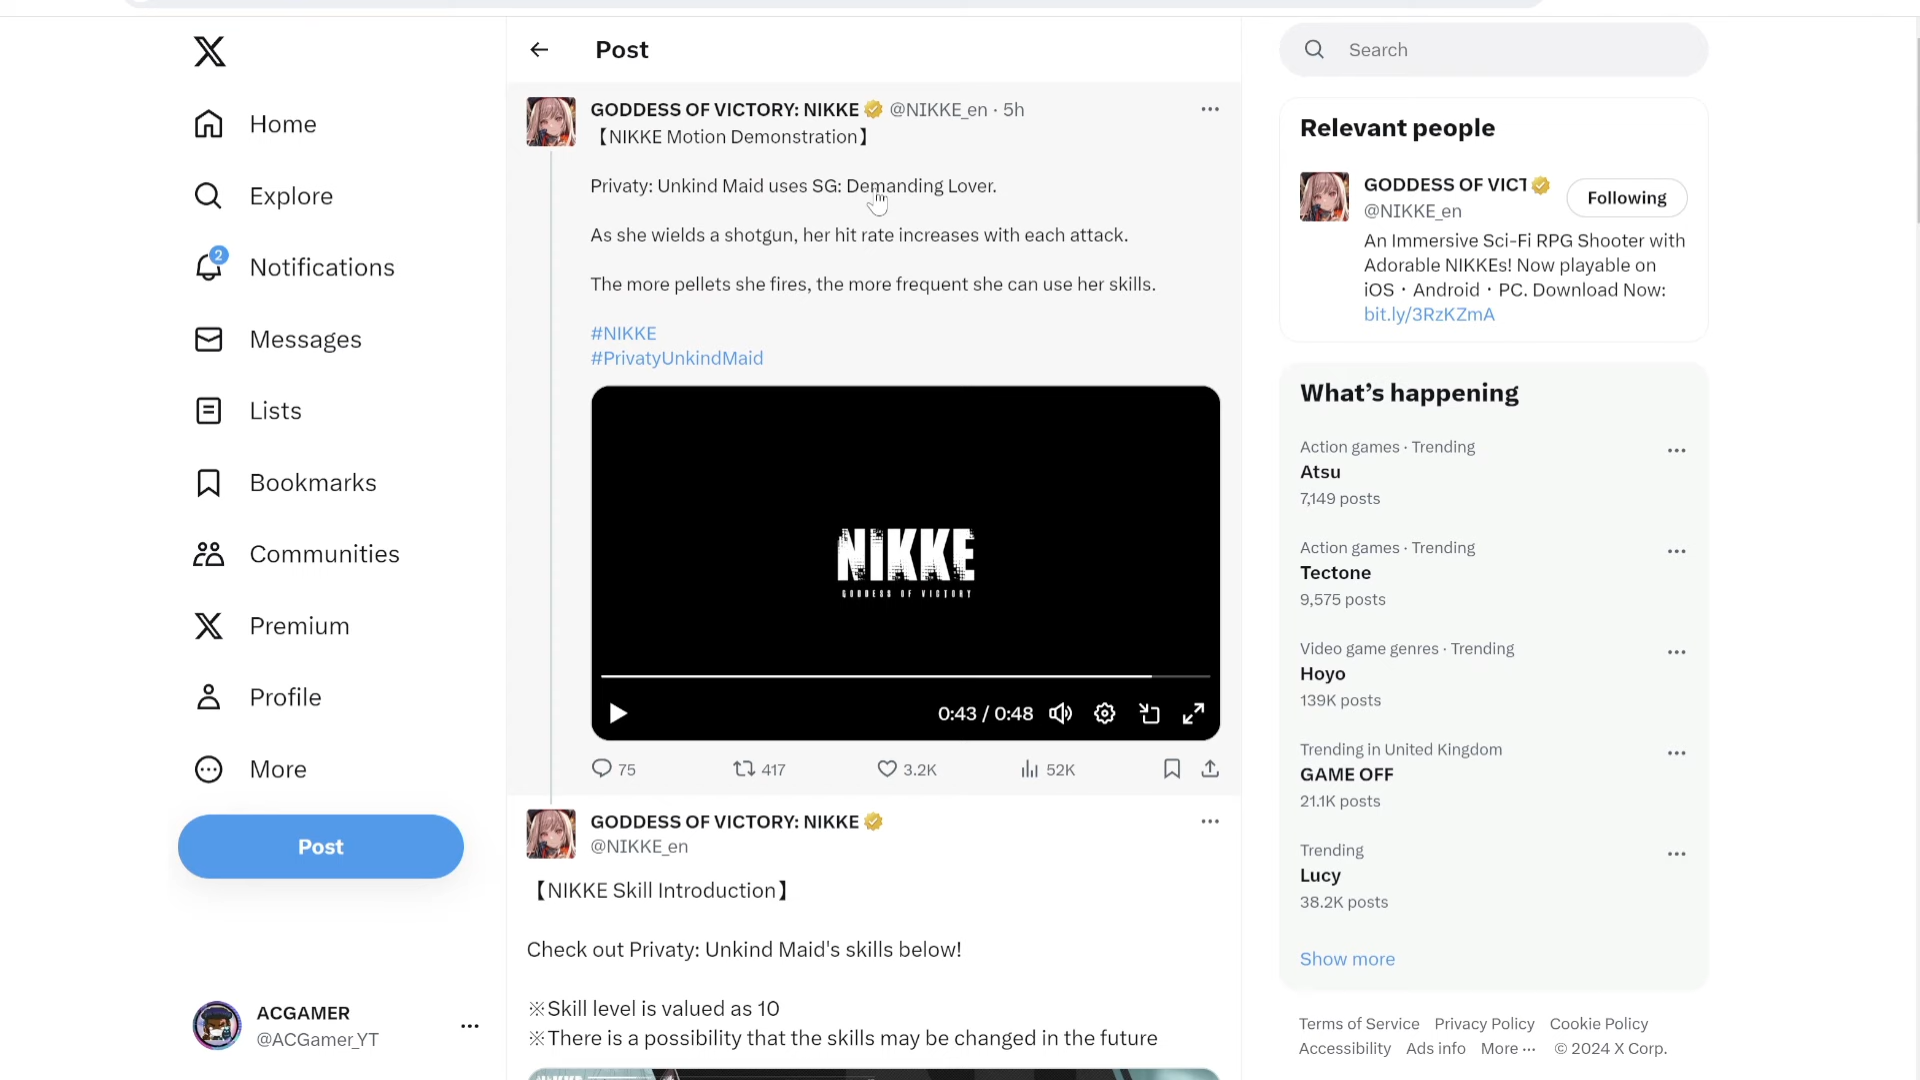 Home
Explore
2
Notifications
Messages
Lists
Bookmarks
Communities
Premium
Profile
More
Post
ACGAMER
@ACGamer_YT
Post
GODDESS OF VICTORY: NIKKE @NIKKE_en · 5h
【NIKKE Motion Demonstration】
Privaty: Unkind Maid uses SG: Demanding Lover.
As she wields a shotgun, her hit rate increases with each attack.
The more pellets she fires, the more frequent she can use her skills.
#NIKKE
#PrivatyUnkindMaid
NIKKE
GODDESS OF VICTORY
0:43 / 0:48
75 417 3.2K 52K
GODDESS OF VICTORY: NIKKE
@NIKKE_en
【NIKKE Skill Introduction】
Check out Privaty: Unkind Maid's skills below!
※Skill level is valued as 10
※There is a possibility that the skills may be changed in the future
Search
Relevant people
GODDESS OF VICT
@NIKKE_en
Following
An Immersive Sci-Fi RPG Shooter with
Adorable NIKKEs! Now playable on
iOS・Android・PC. Download Now:
bit.ly/3RzKZmA
What's happening
Action games · Trending
Atsu
7,149 posts
Action games · Trending
Tectone
9,575 posts
Video game genres · Trending
Hoyo
139K posts
Trending in United Kingdom
GAME OFF
21.1K posts
Trending
Lucy
38.2K posts
Show more
Terms of Service Privacy Policy Cookie Policy
Accessibility Ads info More ··· © 2024 X Corp.